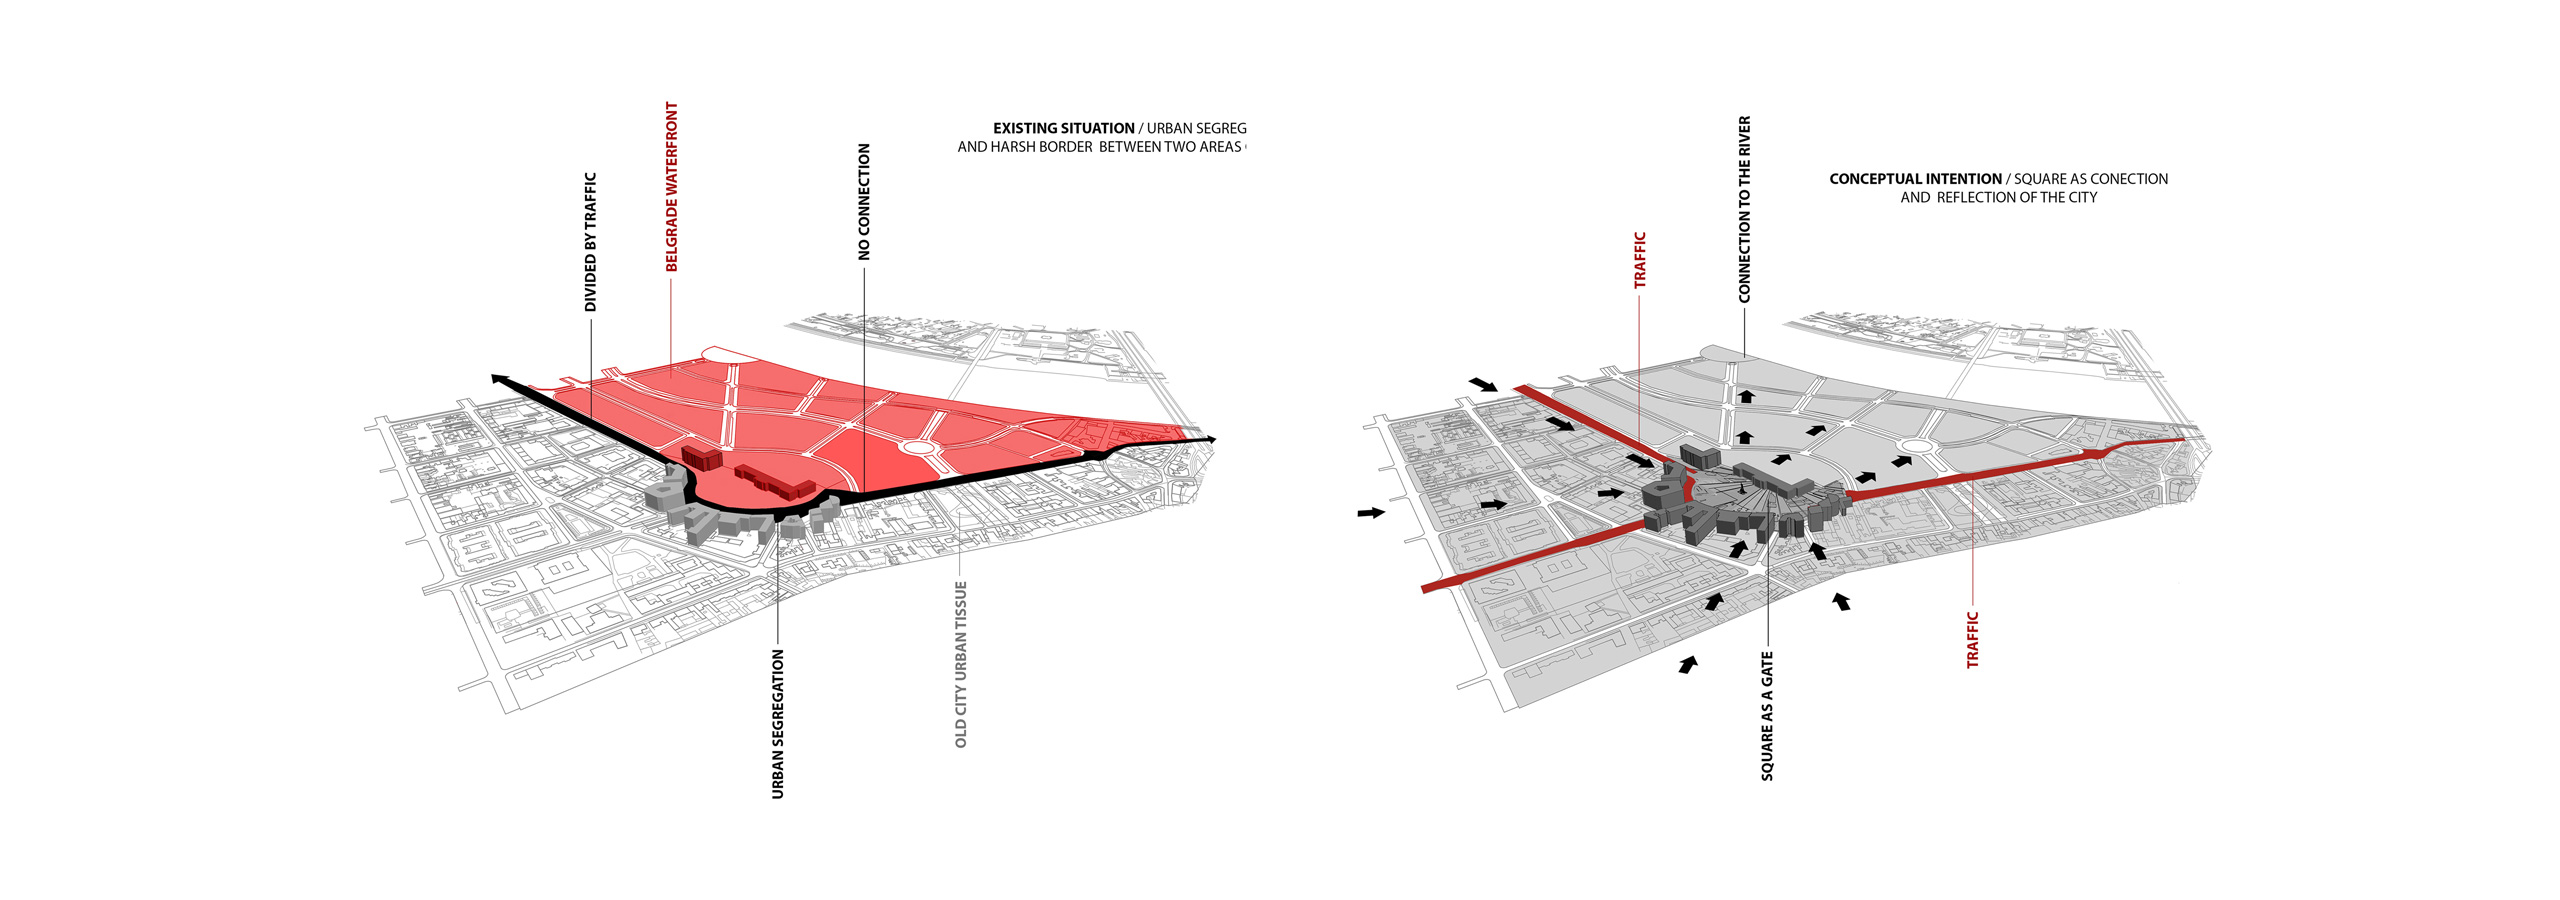 EXISTING SITUATION / URBAN SEGREG
AND HARSH BORDER BETWEEN TWO AREAS
DIVIDED BY TRAFFIC
BELGRADE WATERFRONT
NO CONNECTION
URBAN SEGREGATION
OLD CITY URBAN TISSUE
CONCEPTUAL INTENTION / SQUARE AS CONECTION
AND REFLECTION OF THE CITY
TRAFFIC
CONNECTION TO THE RIVER
SQUARE AS A GATE
TRAFFIC